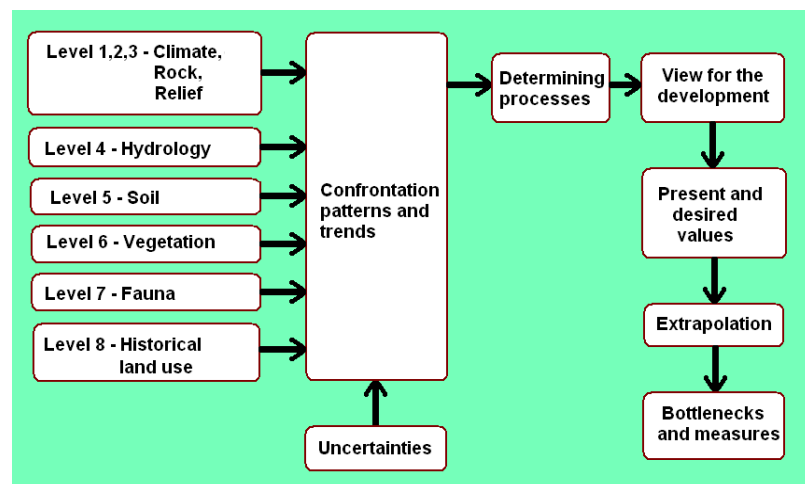 Level 1,2,3 - Climate,
Rock,
Relief
Level 4 - Hydrology
Level 5 - Soil
Level 6 - Vegetation
Level 7 - Fauna
Level 8 - Historical
land use
Confrontation
patterns and
trends
Uncertainties
Determining
processes
View for the
development
Present and
desired
values
Extrapolation
Bottlenecks
and measures